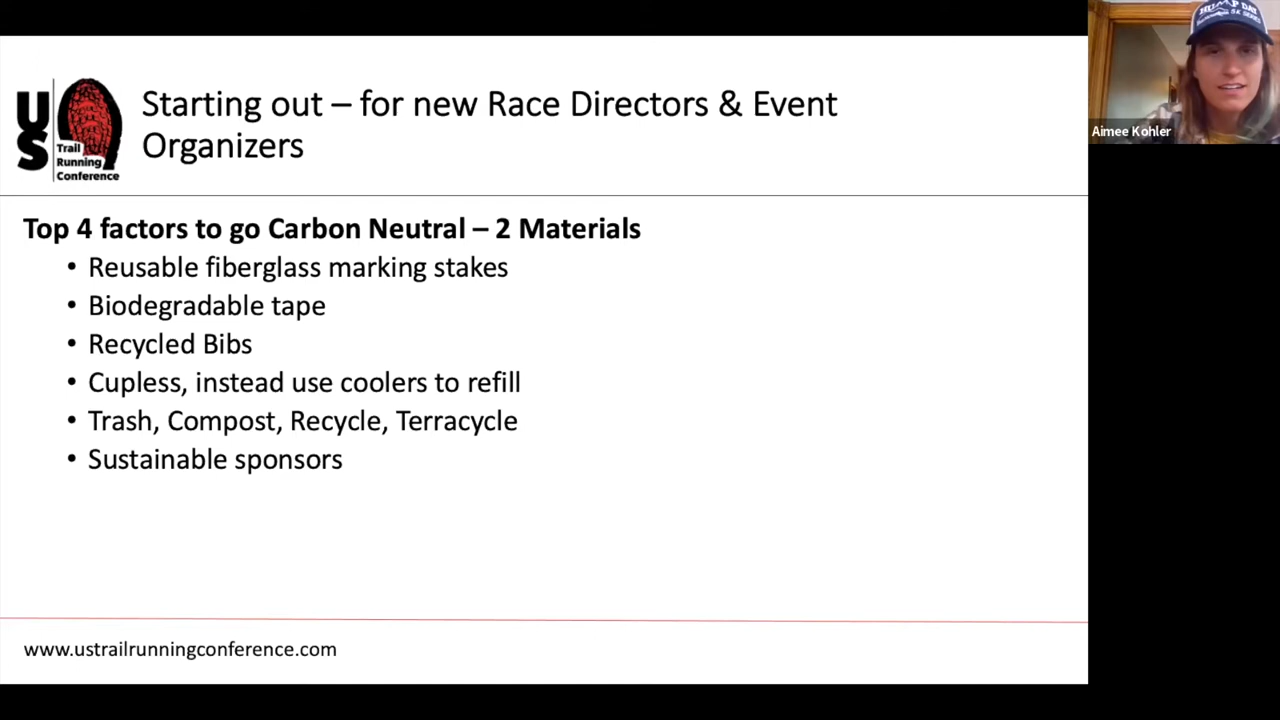 US
Trail
Running
Conference
Starting out – for new Race Directors & Event
Organizers
Top 4 factors to go Carbon Neutral – 2 Materials
• Reusable fiberglass marking stakes
• Biodegradable tape
• Recycled Bibs
• Cupless, instead use coolers to refill
• Trash, Compost, Recycle, Terracycle
• Sustainable sponsors
www.ustrailrunningconference.com
HUMP DAY
Aimee Kohler